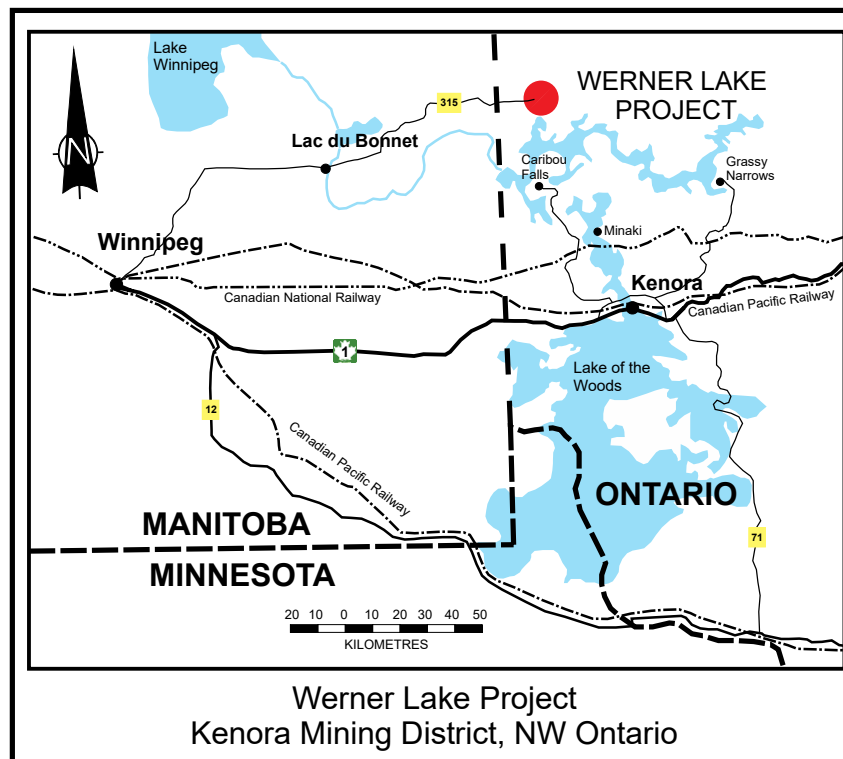 Lake
Winnipeg
315
WERNER LAKE
PROJECT
N
Lac du Bonnet
Caribou
Falls
Grassy
Narrows
Minaki
Winnipeg
Kenora
Canadian National Railway
Canadian Pacific Railway
1
Lake of the
Woods
12
Canadian Pacific Railway
ONTARIO
MANITOBA
71
MINNESOTA
20 10 0 10 20 30 40 50
KILOMETRES
Werner Lake Project
Kenora Mining District, NW Ontario